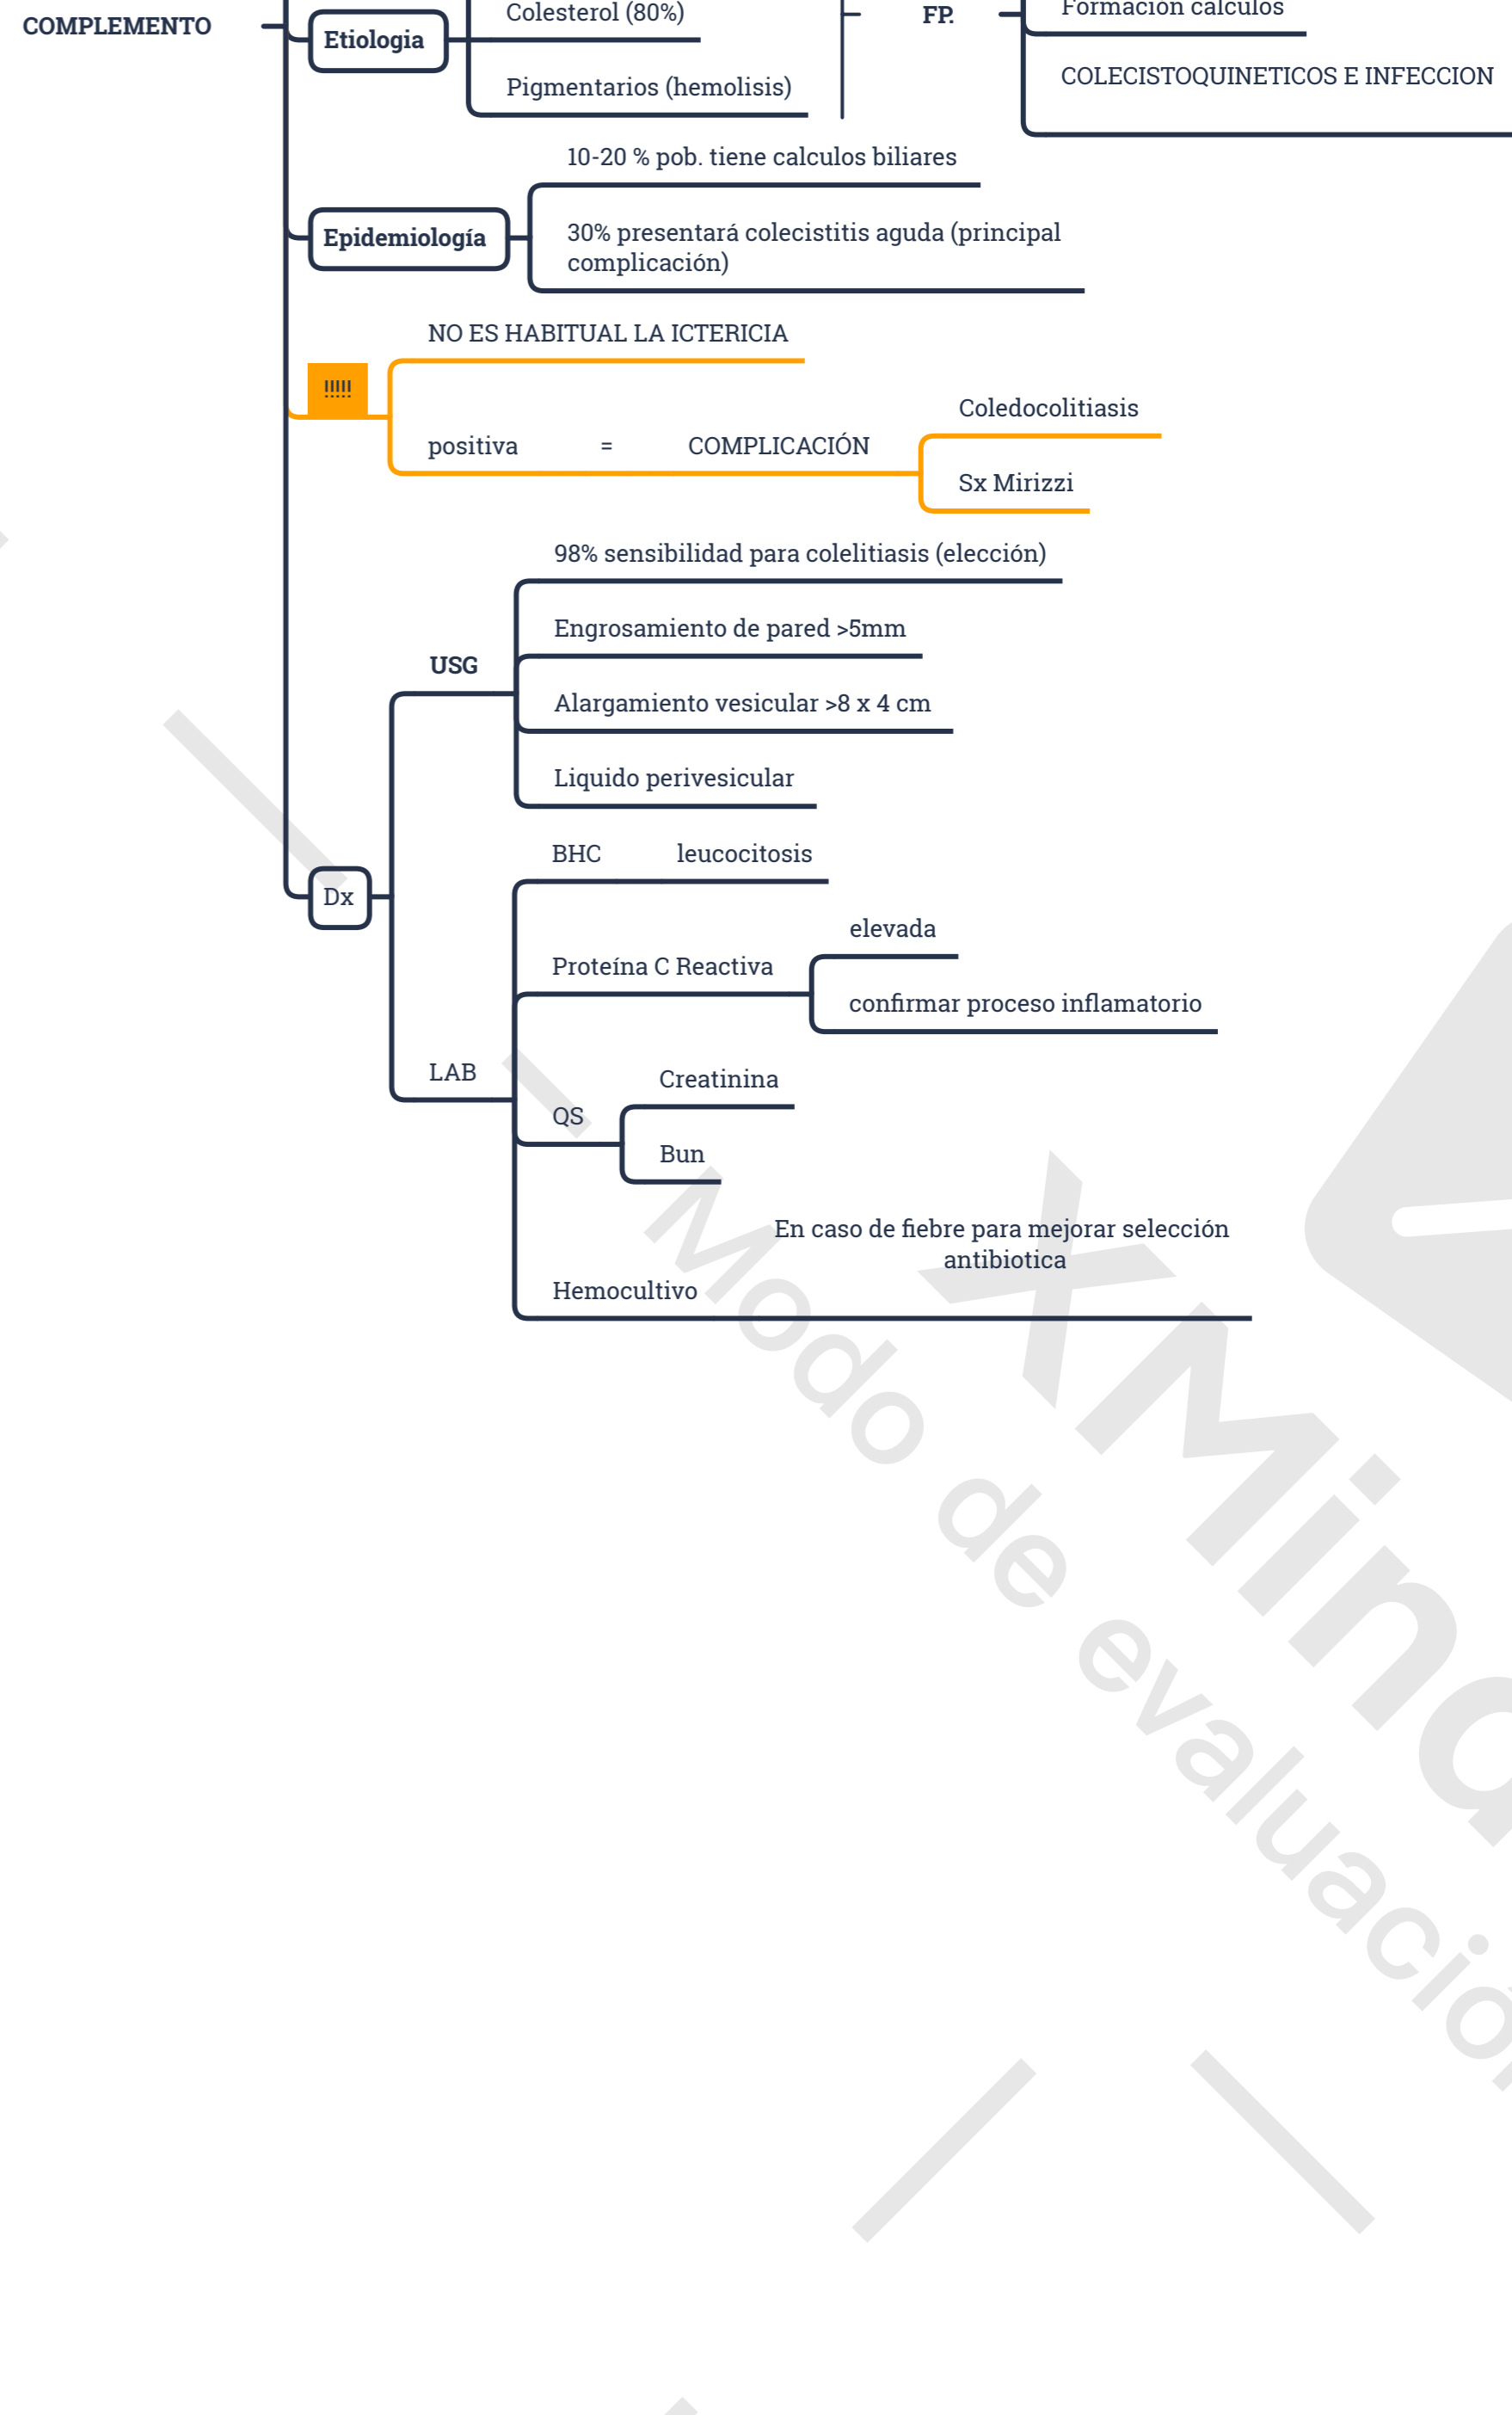 COMPLEMENTO
Etiologia
Colesterol (80%)
Pigmentarios (hemolisis)
FP.
Formación calculos
COLECISTOQUINETICOS E INFECCION
Epidemiología
10-20 % pob. tiene calculos biliares
30% presentará colecistitis aguda (principal
complicación)
!!!!!
NO ES HABITUAL LA ICTERICIA
positiva = COMPLICACIÓN
Coledocolitiasis
Sx Mirizzi
Dx
USG
98% sensibilidad para colelitiasis (elección)
Engrosamiento de pared >5mm
Alargamiento vesicular >8 x 4 cm
Liquido perivesicular
LAB
BHC leucocitosis
Proteína C Reactiva
elevada
confirmar proceso inflamatorio
QS
Creatinina
Bun
Hemocultivo
En caso de fiebre para mejorar selección
antibiotica
XMind
Modo de evaluación